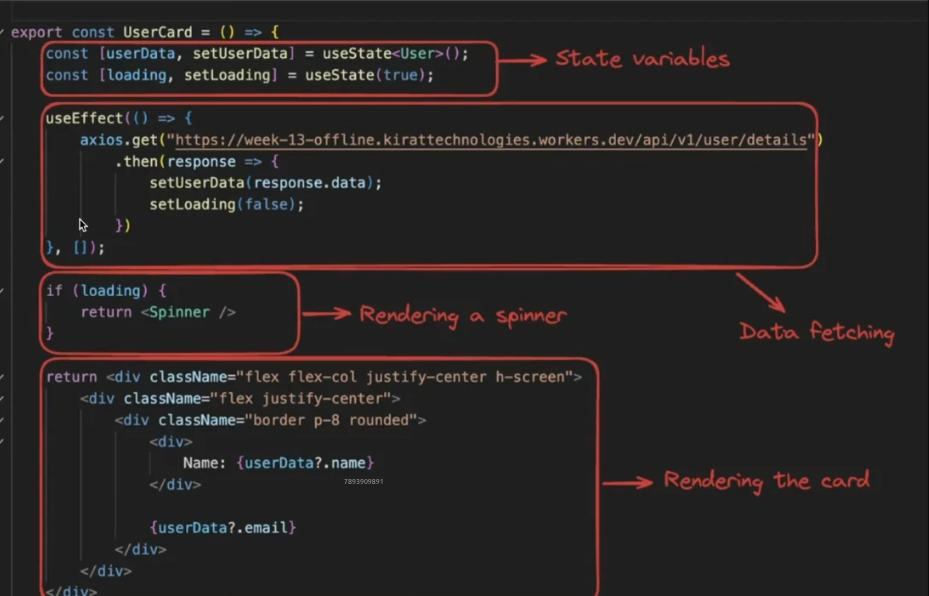 export const UserCard = () => {
const [userData, setUserData] = useState<User>();
State variables
const [loading, setLoading] = useState(true);
useEffect(() => {
axios.get("https://week-13-offline.kirattechnologies.workers.dev/api/v1/user/details")
.then(response => {
setUserData(response.data);
setLoading(false);
})
}, []);
if (loading) {
return <Spinner />
Rendering a spinner
}
Data fetching
return <div className="flex flex-col justify-center h-screen">
<div className="flex justify-center">
<div className="border p-8 rounded">
<div>
Name: {userData?.name}
</div>
7893909891
Rendering the card
{userData?.email}
</div>
</div>
</div>